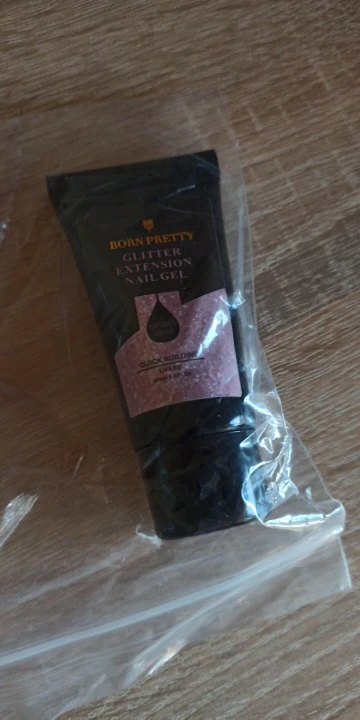 BORN PRETTY
GLITTER
EXTENSION
NAIL GEL
QUICK BUILDING